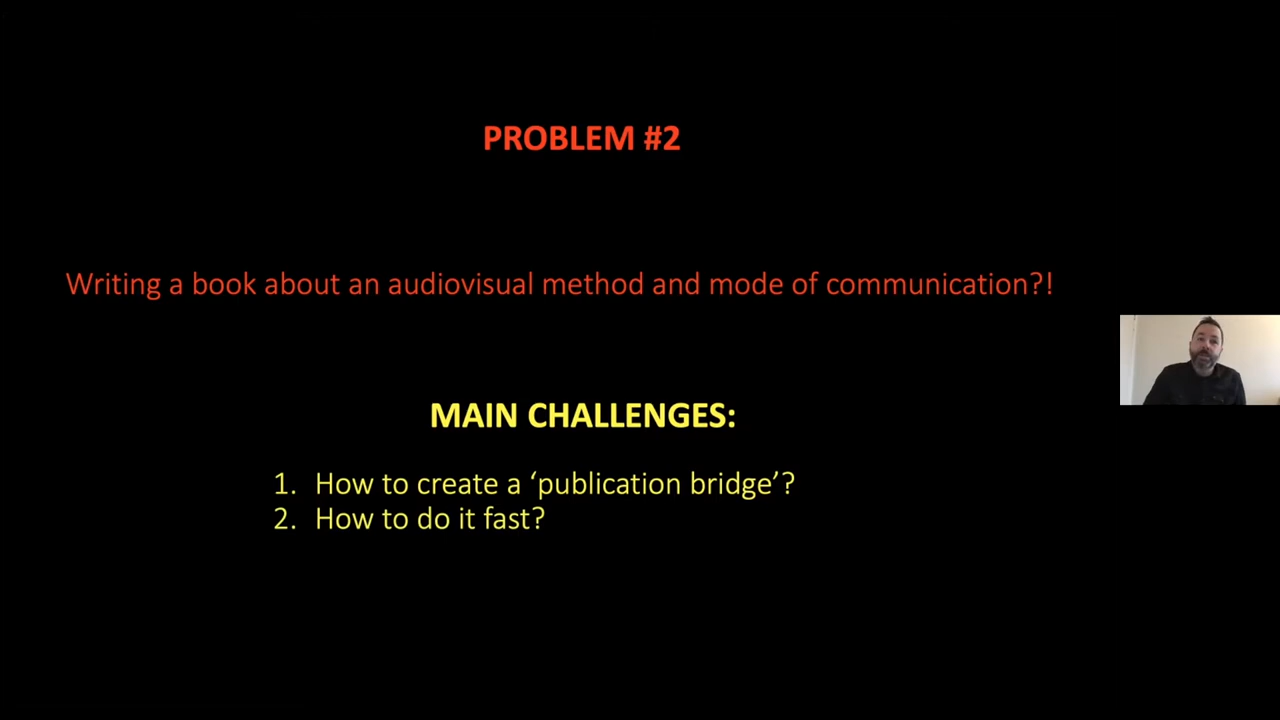 PROBLEM #2
Writing a book about an audiovisual method and mode of communication?!
MAIN CHALLENGES:
1. How to create a ‘publication bridge’?
2. How to do it fast?